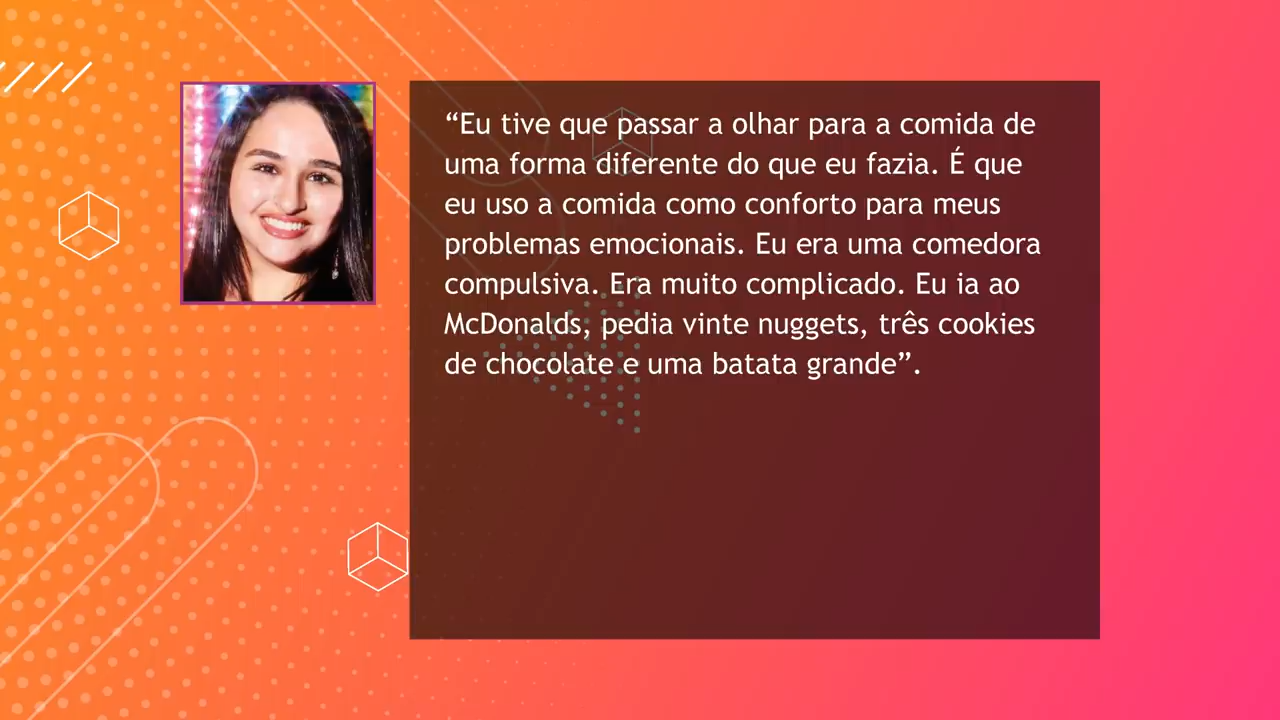 “Eu tive que passar a olhar para a comida de
uma forma diferente do que eu fazia. É que
eu uso a comida como conforto para meus
problemas emocionais. Eu era uma comedora
compulsiva. Era muito complicado. Eu ia ao
McDonalds, pedia vinte nuggets, três cookies
de chocolate e uma batata grande”.